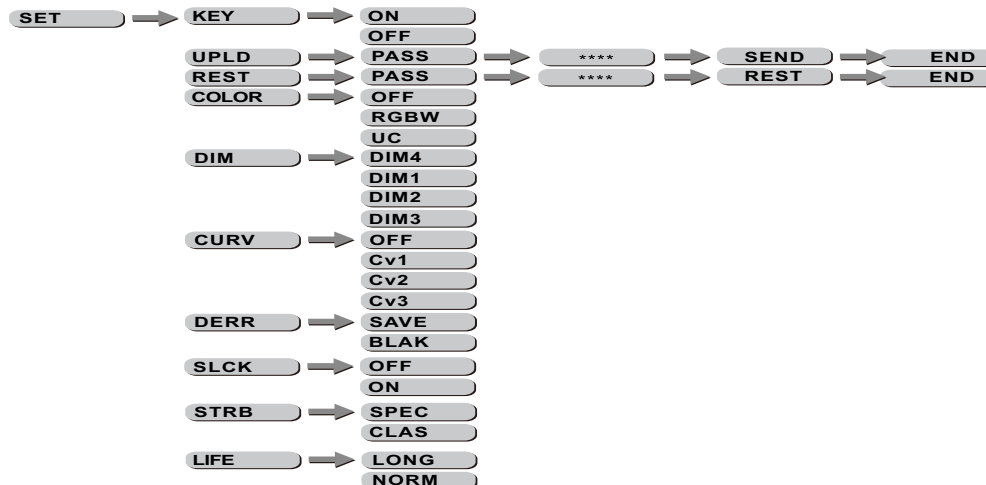 SET KEY ON
OFF
UPLD PASS **** SEND END
REST PASS **** REST END
COLOR OFF
RGBW
UC
DIM DIM4
DIM1
DIM2
DIM3
CURV OFF
Cv1
Cv2
Cv3
DERR SAVE
BLAK
SLCK OFF
ON
STRB SPEC
CLAS
LIFE LONG
NORM